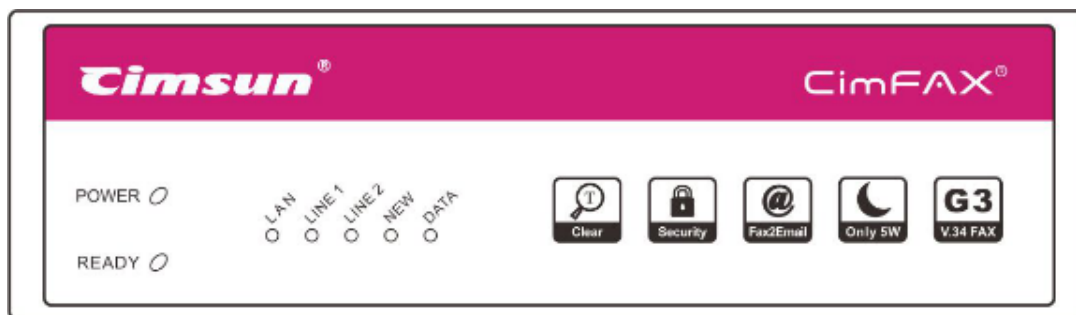 Cimsun®
CimFAX®
POWER
READY
LAN
LINE 1
LINE 2
NEW
DATA
T
Clear
Security
@
Fax2Email
Only 5W
G3
V.34 FAX